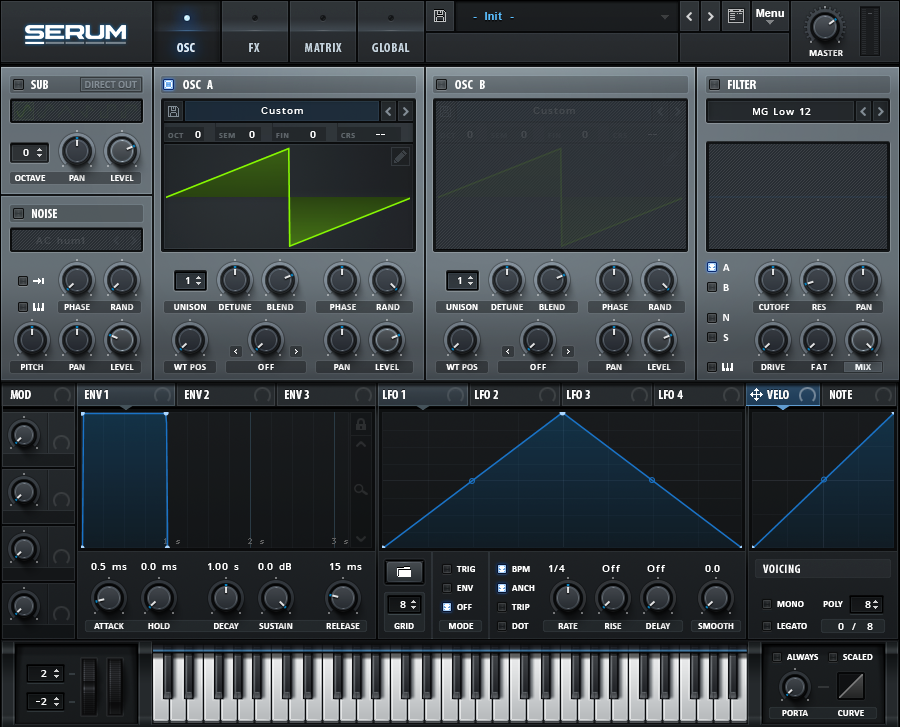 SERUM
OSC
FX
MATRIX
GLOBAL
- Init -
Menu
MASTER
SUB
DIRECT OUT
0
OCTAVE PAN LEVEL
NOISE
AC hum1
PHASE RAND
PITCH PAN LEVEL
OSC A
Custom
OCT 0 SEM 0 FIN 0 CRS --
1
UNISON DETUNE BLEND PHASE RAND
WT POS OFF PAN LEVEL
OSC B
Custom
1
UNISON DETUNE BLEND PHASE RAND
WT POS OFF PAN LEVEL
FILTER
MG Low 12
A
B
N
S
CUTOFF RES PAN
DRIVE FAT MIX
MOD ENV 1 ENV 2 ENV 3 LFO 1 LFO 2 LFO 3 LFO 4 VELO NOTE
1 s 2 s 3 s
0.5 ms 0.0 ms 1.00 s 0.0 dB 15 ms
ATTACK HOLD DECAY SUSTAIN RELEASE
8
GRID
TRIG
ENV
OFF
MODE
BPM
ANCH
TRIP
DOT
1/4 Off Off 0.0
RATE RISE DELAY SMOOTH
VOICING
MONO POLY 8
LEGATO 0 / 8
2
-2
ALWAYS SCALED
PORTA CURVE